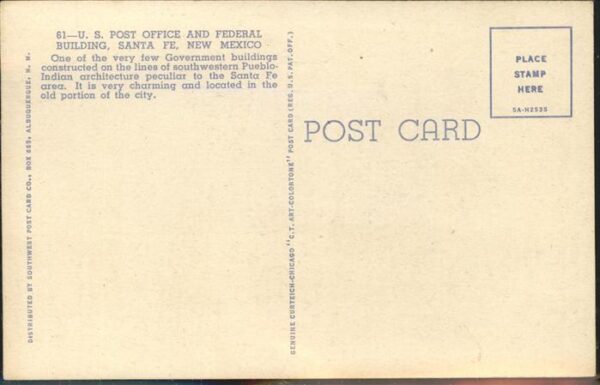 61—U. S. POST OFFICE AND FEDERAL
BUILDING, SANTA FE, NEW MEXICO
One of the very few Government buildings
constructed on the lines of southwestern Pueblo-
Indian architecture peculiar to the Santa Fe
area. It is very charming and located in the
old portion of the city.
DISTRIBUTED BY SOUTHWEST POST CARD CO., BOX 685, ALBUQUERQUE, N. M.
GENUINE CURTEICH-CHICAGO "C.T. ART-COLORTONE" POST CARD (REG. U.S. PAT. OFF.)
POST CARD
PLACE
STAMP
HERE
5A-H2535